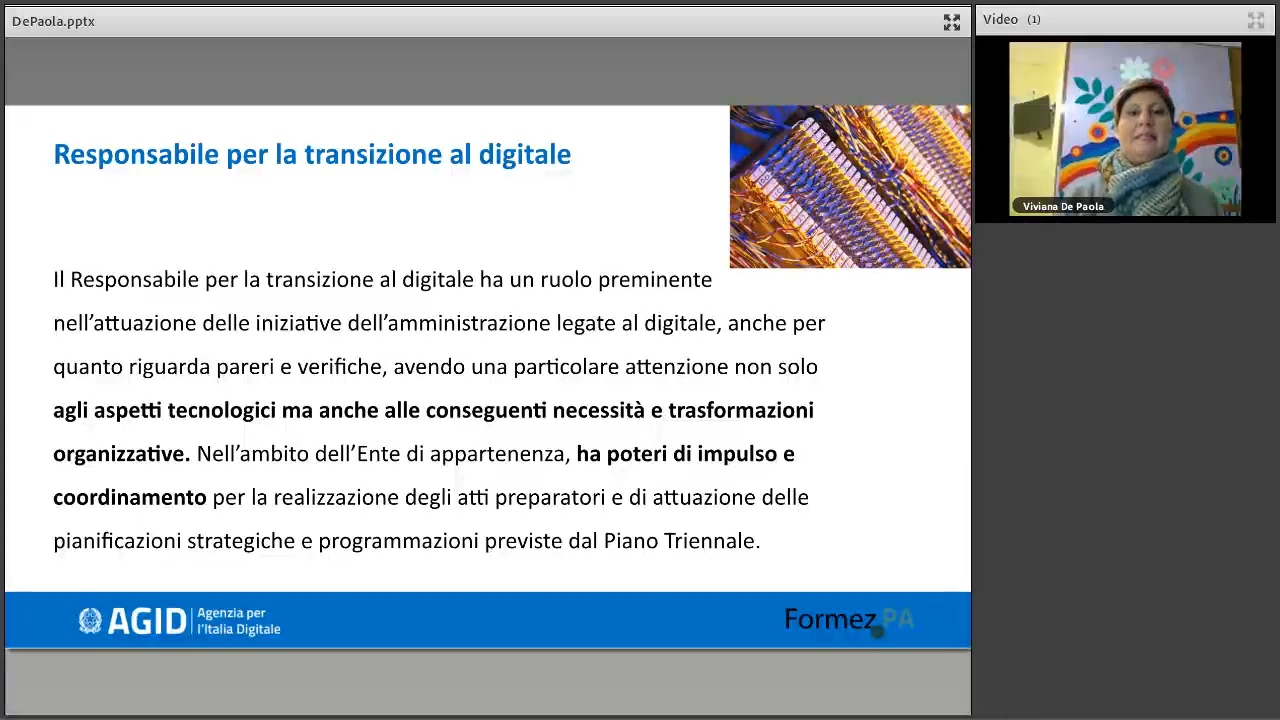 DePaola.pptx
Video (1)
Viviana De Paola
Responsabile per la transizione al digitale
Il Responsabile per la transizione al digitale ha un ruolo preminente
nell’attuazione delle iniziative dell’amministrazione legate al digitale, anche per
quanto riguarda pareri e verifiche, avendo una particolare attenzione non solo
agli aspetti tecnologici ma anche alle conseguenti necessità e trasformazioni
organizzative. Nell’ambito dell’Ente di appartenenza, ha poteri di impulso e
coordinamento per la realizzazione degli atti preparatori e di attuazione delle
pianificazioni strategiche e programmazioni previste dal Piano Triennale.
AGID
Agenzia per
l’Italia Digitale
Formez PA